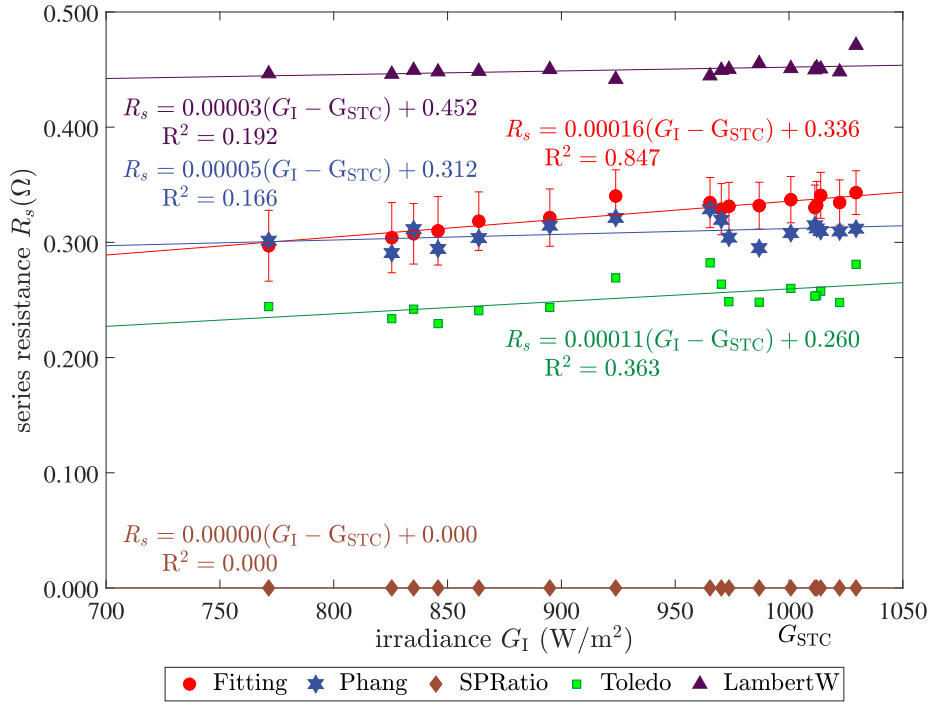 0.500
0.400
0.300
0.200
0.100
0.000
series resistance Rs(Ω)
Rs = 0.00003(GI − GSTC) + 0.452
R² = 0.192
Rs = 0.00016(GI − GSTC) + 0.336
R² = 0.847
Rs = 0.00005(GI − GSTC) + 0.312
R² = 0.166
Rs = 0.00011(GI − GSTC) + 0.260
R² = 0.363
Rs = 0.00000(GI − GSTC) + 0.000
R² = 0.000
700 750 800 850 900 950 1000 1050
irradiance GI (W/m²)
GSTC
Fitting Phang SPRatio Toledo LambertW